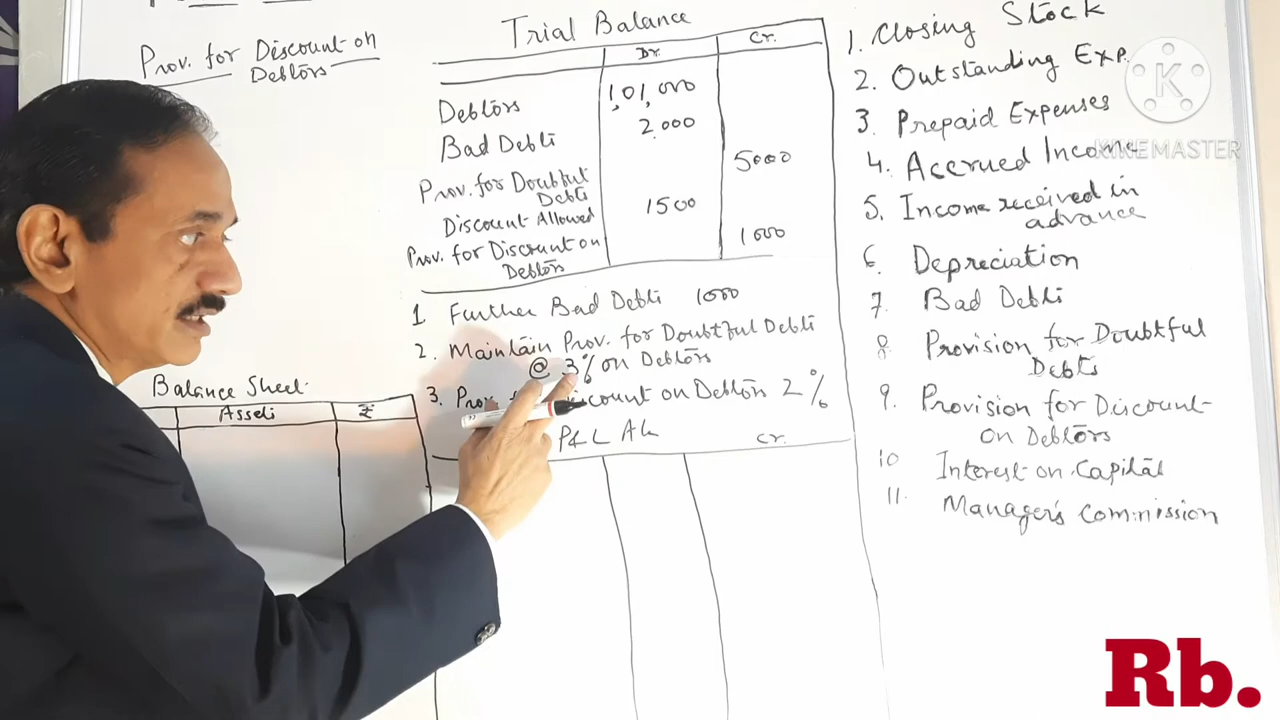 Prov. for Discount on
Debtors
Trial Balance
Dr.
Cr.
Debtors 1,01,000
Bad Debts 2,000
Prov. for Doubtful
Debts 5000
Discount Allowed 1500
Prov. for Discount on
Debtors 1000
1 Further Bad Debts 1000
2. Maintain Prov. for Doubtful Debts
@ 3% on Debtors
3. Prov. Discount on Debtors 2%
P&L A/c
Cr.
Balance Sheet
Assets
₹
1. Closing Stock
2. Outstanding Exp.
3. Prepaid Expenses
4. Accrued Income
5. Income received in
advance
6. Depreciation
7. Bad Debts
8. Provision for Doubtful
Debts
9. Provision for Discount
on Debtors
10 Interest on Capital
11. Manager's Commission
K
KINEMASTER
Rb.